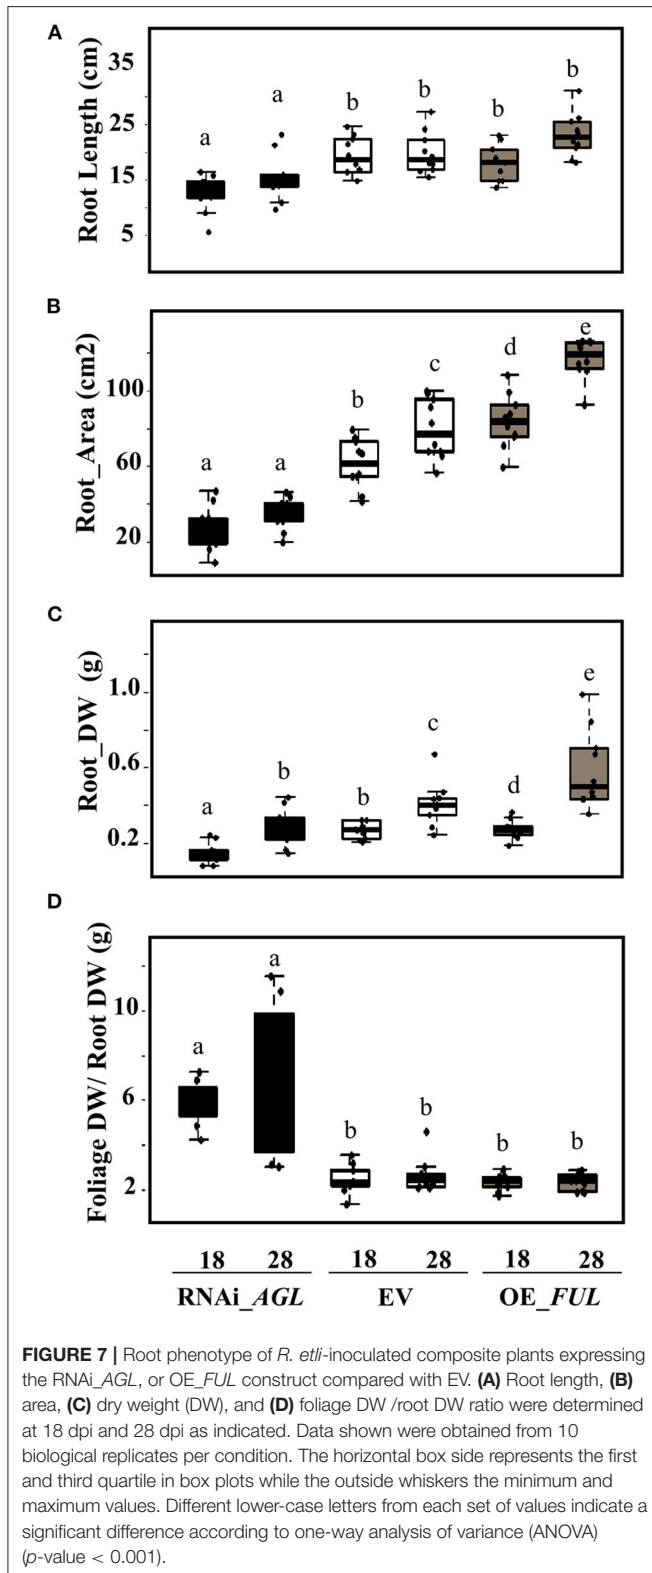 A
Root Length (cm)
35
25
15
5
a
a
b
b
b
b
B
Root_Area (cm2)
100
60
20
a
a
b
c
d
e
C
Root_DW (g)
1.0
0.6
0.2
a
b
b
c
d
e
D
Foliage DW/ Root DW (g)
10
6
2
a
a
b
b
b
b
18 28 18 28 18 28
RNAi_AGL EV OE_FUL
FIGURE 7 | Root phenotype of R. etli-inoculated composite plants expressing
the RNAi_AGL, or OE_FUL construct compared with EV. (A) Root length, (B)
area, (C) dry weight (DW), and (D) foliage DW /root DW ratio were determined
at 18 dpi and 28 dpi as indicated. Data shown were obtained from 10
biological replicates per condition. The horizontal box side represents the first
and third quartile in box plots while the outside whiskers the minimum and
maximum values. Different lower-case letters from each set of values indicate a
significant difference according to one-way analysis of variance (ANOVA)
(p-value < 0.001).